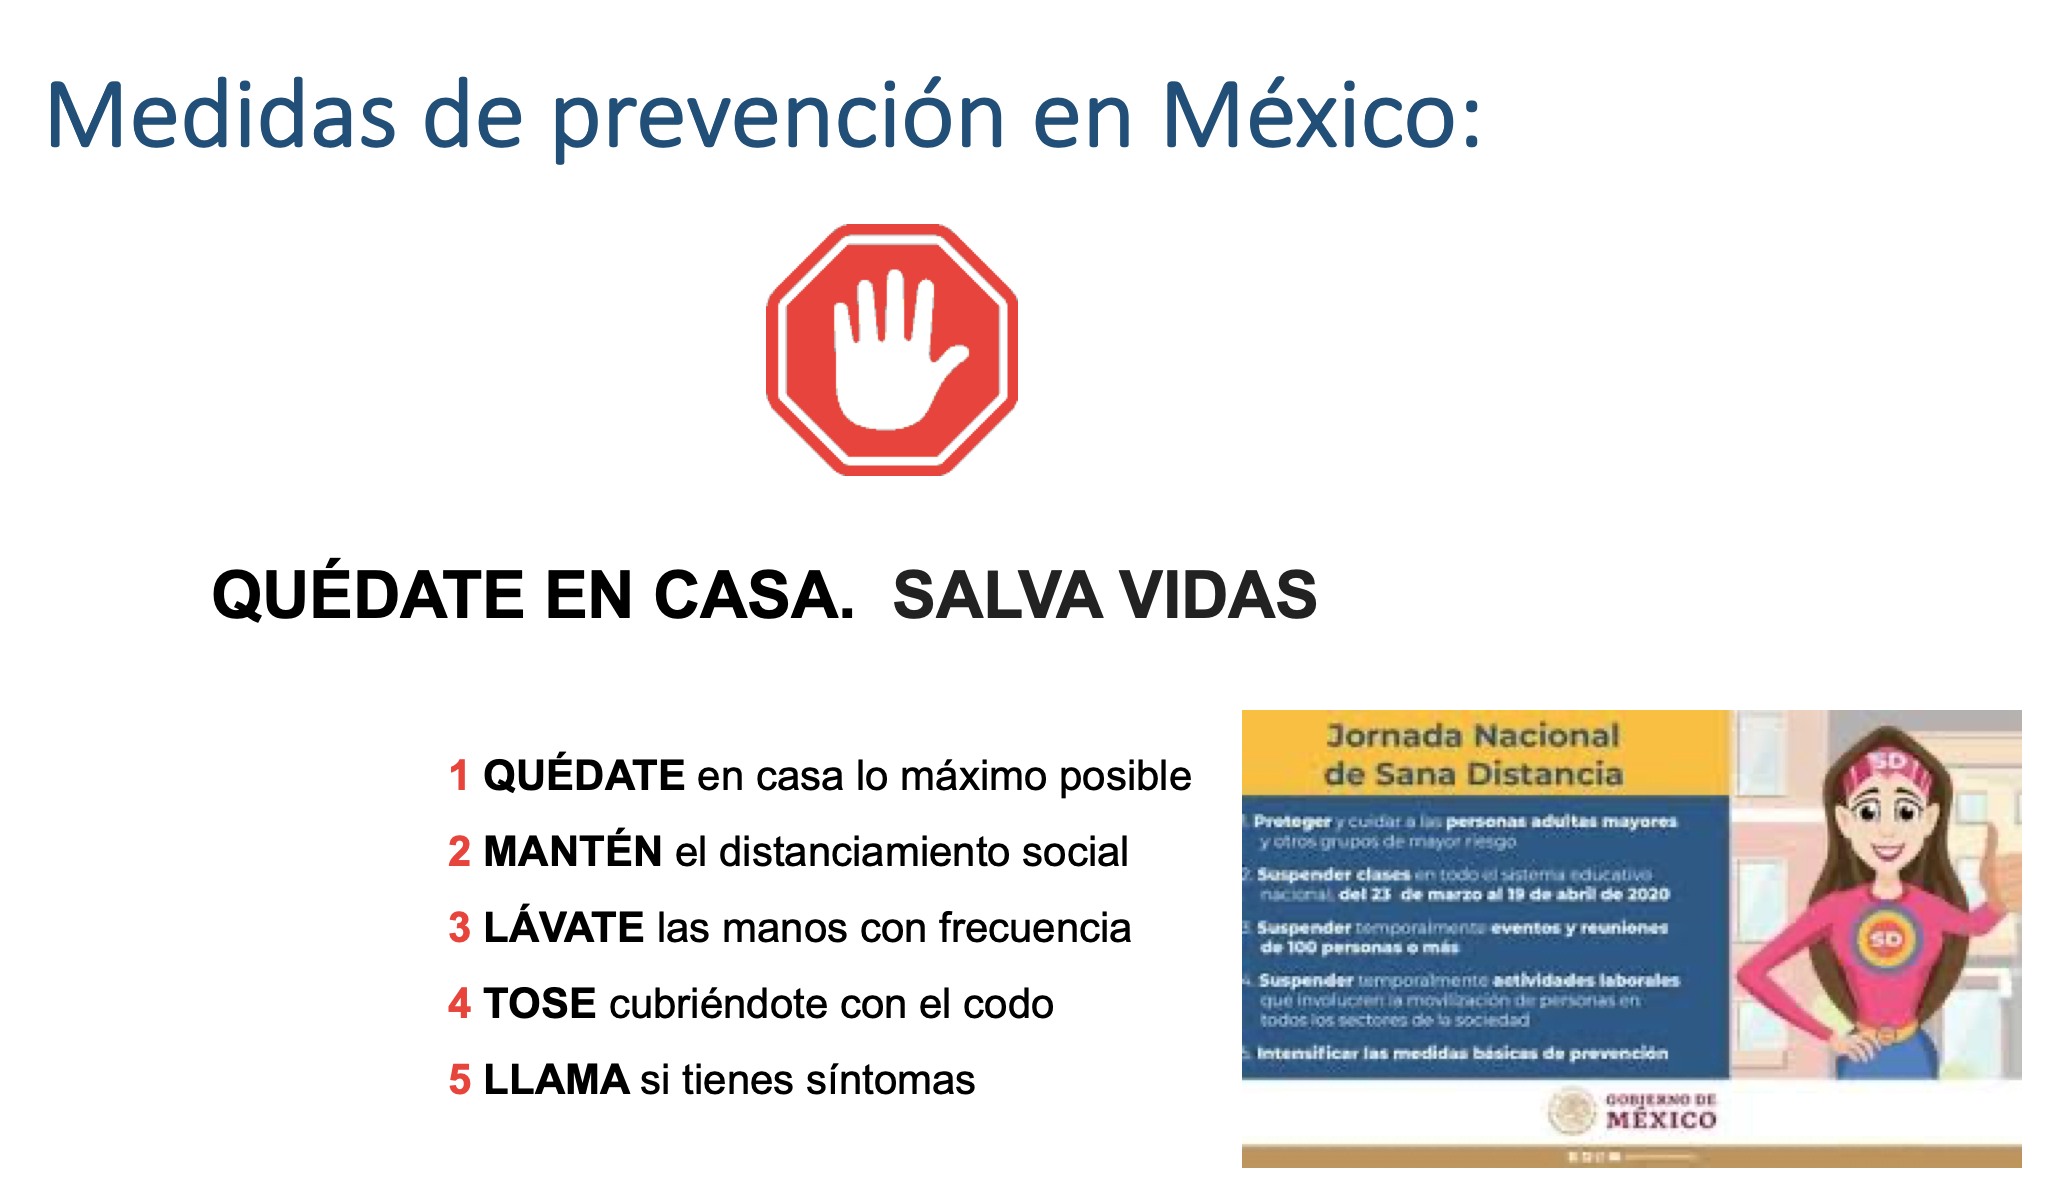 Medidas de prevención en México:
QUÉDATE EN CASA. SALVA VIDAS
1 QUÉDATE en casa lo máximo posible
2 MANTÉN el distanciamiento social
3 LÁVATE las manos con frecuencia
4 TOSE cubriéndote con el codo
5 LLAMA si tienes síntomas
Jornada Nacional
de Sana Distancia
1. Proteger y cuidar a las personas adultas mayores
y otros grupos de mayor riesgo
2. Suspender clases en todo el sistema educativo
nacional, del 23 de marzo al 19 de abril de 2020
3. Suspender temporalmente eventos y reuniones
de 100 personas o más
4. Suspender temporalmente actividades laborales
que involucren la movilización de personas en
todos los sectores de la sociedad
5. Intensificar las medidas básicas de prevención
SD
SD
GOBIERNO DE
MÉXICO